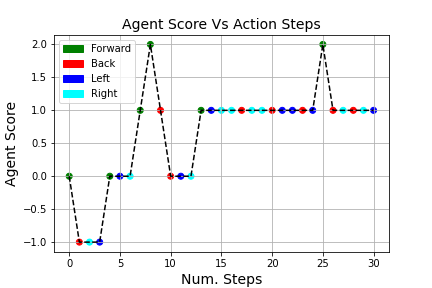 Agent Score Vs Action Steps
Agent Score
2.0
1.5
1.0
0.5
0.0
−0.5
−1.0
Forward
Back
Left
Right
0 5 10 15 20 25 30
Num. Steps